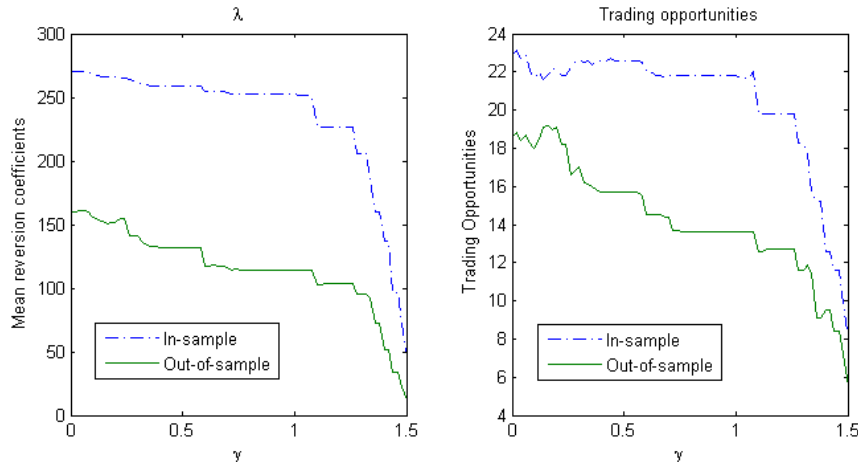 λ
Mean reversion coefficients
300
250
200
150
100
50
0
0
0.5
1
1.5
γ
In-sample
Out-of-sample
Trading opportunities
Trading Opportunities
24
22
20
18
16
14
12
10
8
6
4
0
0.5
1
1.5
γ
In-sample
Out-of-sample